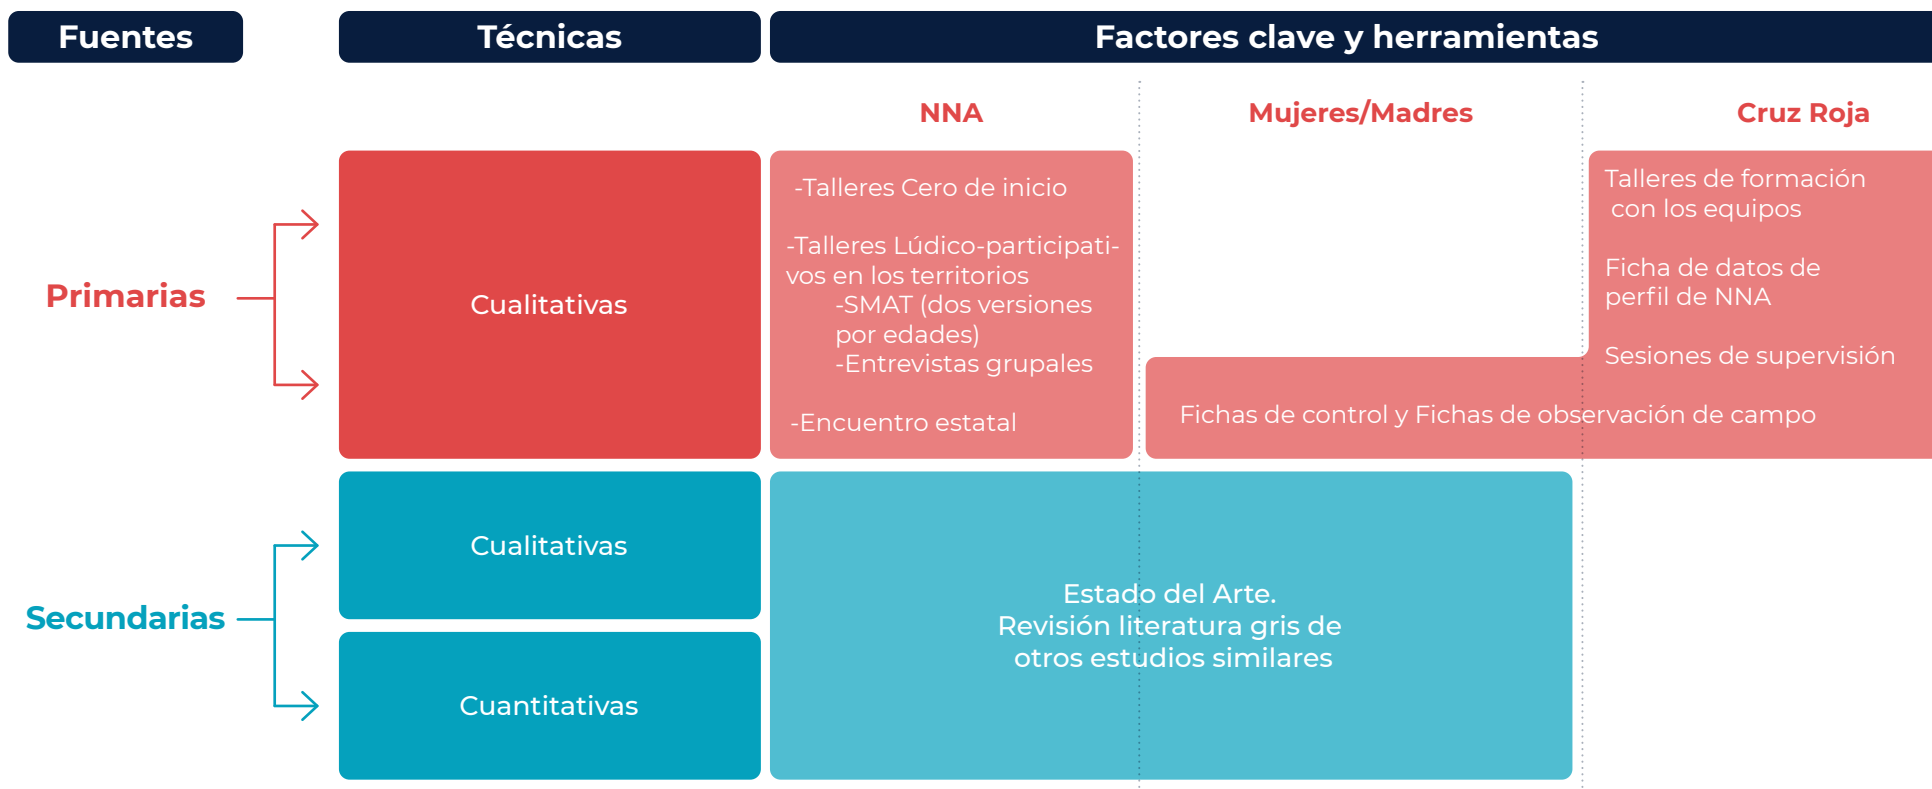 Fuentes
Técnicas
Factores clave y herramientas
NNA
Mujeres/Madres
Cruz Roja
Primarias
Cualitativas
-Talleres Cero de inicio
-Talleres Lúdico-participati-
vos en los territorios
-SMAT (dos versiones
por edades)
-Entrevistas grupales
-Encuentro estatal
Talleres de formación
con los equipos
Ficha de datos de
perfil de NNA
Sesiones de supervisión
Fichas de control y Fichas de observación de campo
Secundarias
Cualitativas
Cuantitativas
Estado del Arte.
Revisión literatura gris de
otros estudios similares